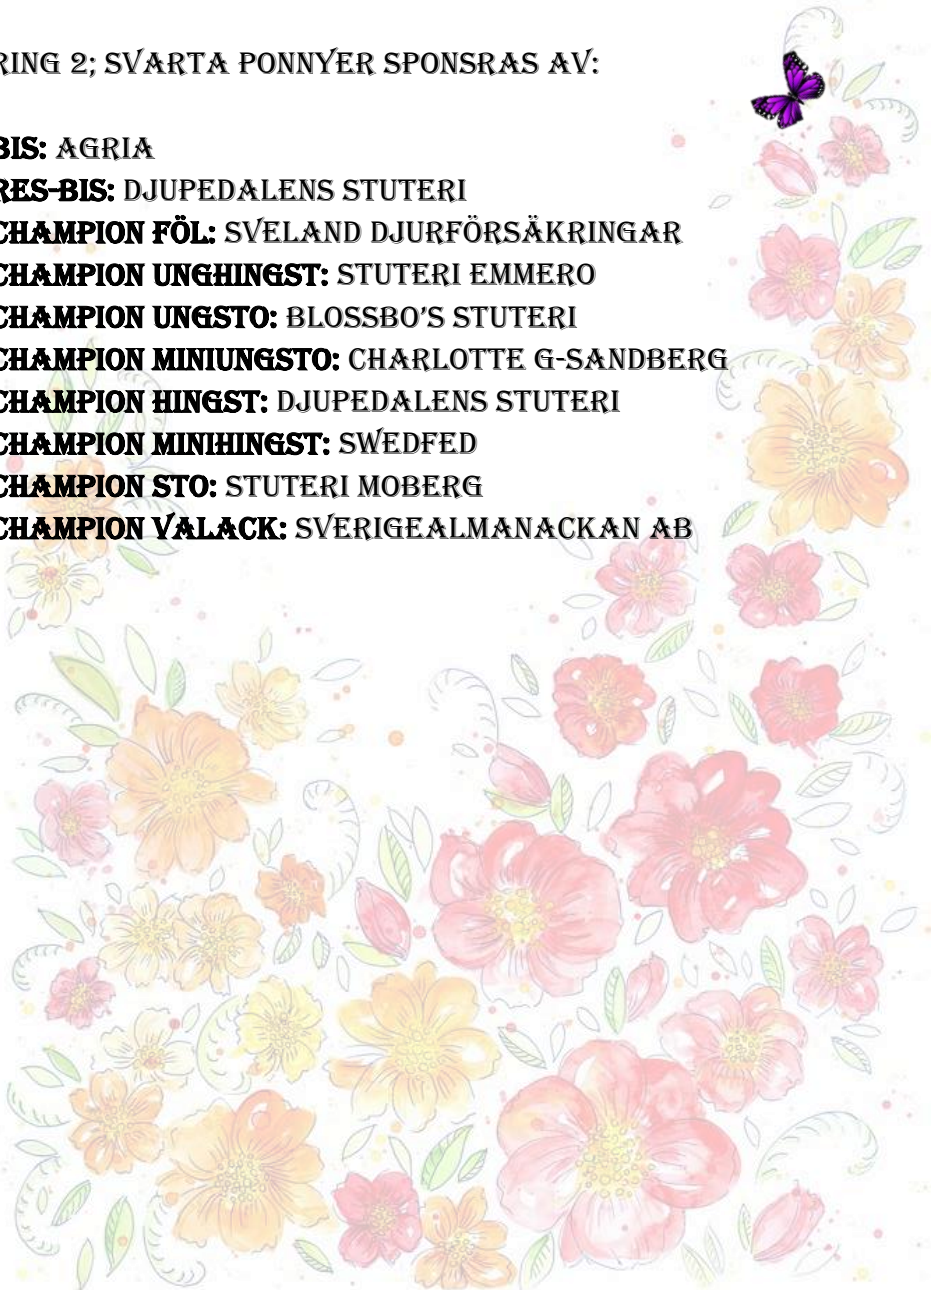 RING 2; SVARTA PONNYER SPONSRAS AV:
BIS: AGRIA
RES-BIS: DJUPEDALENS STUTERI
CHAMPION FÖL: SVELAND DJURFÖRSÄKRINGAR
CHAMPION UNGHINGST: STUTERI EMMERO
CHAMPION UNGSTO: BLOSSBO'S STUTERI
CHAMPION MINIUNGSTO: CHARLOTTE G-SANDBERG
CHAMPION HINGST: DJUPEDALENS STUTERI
CHAMPION MINIHINGST: SWEDFED
CHAMPION STO: STUTERI MOBERG
CHAMPION VALACK: SVERIGEALMANACKAN AB